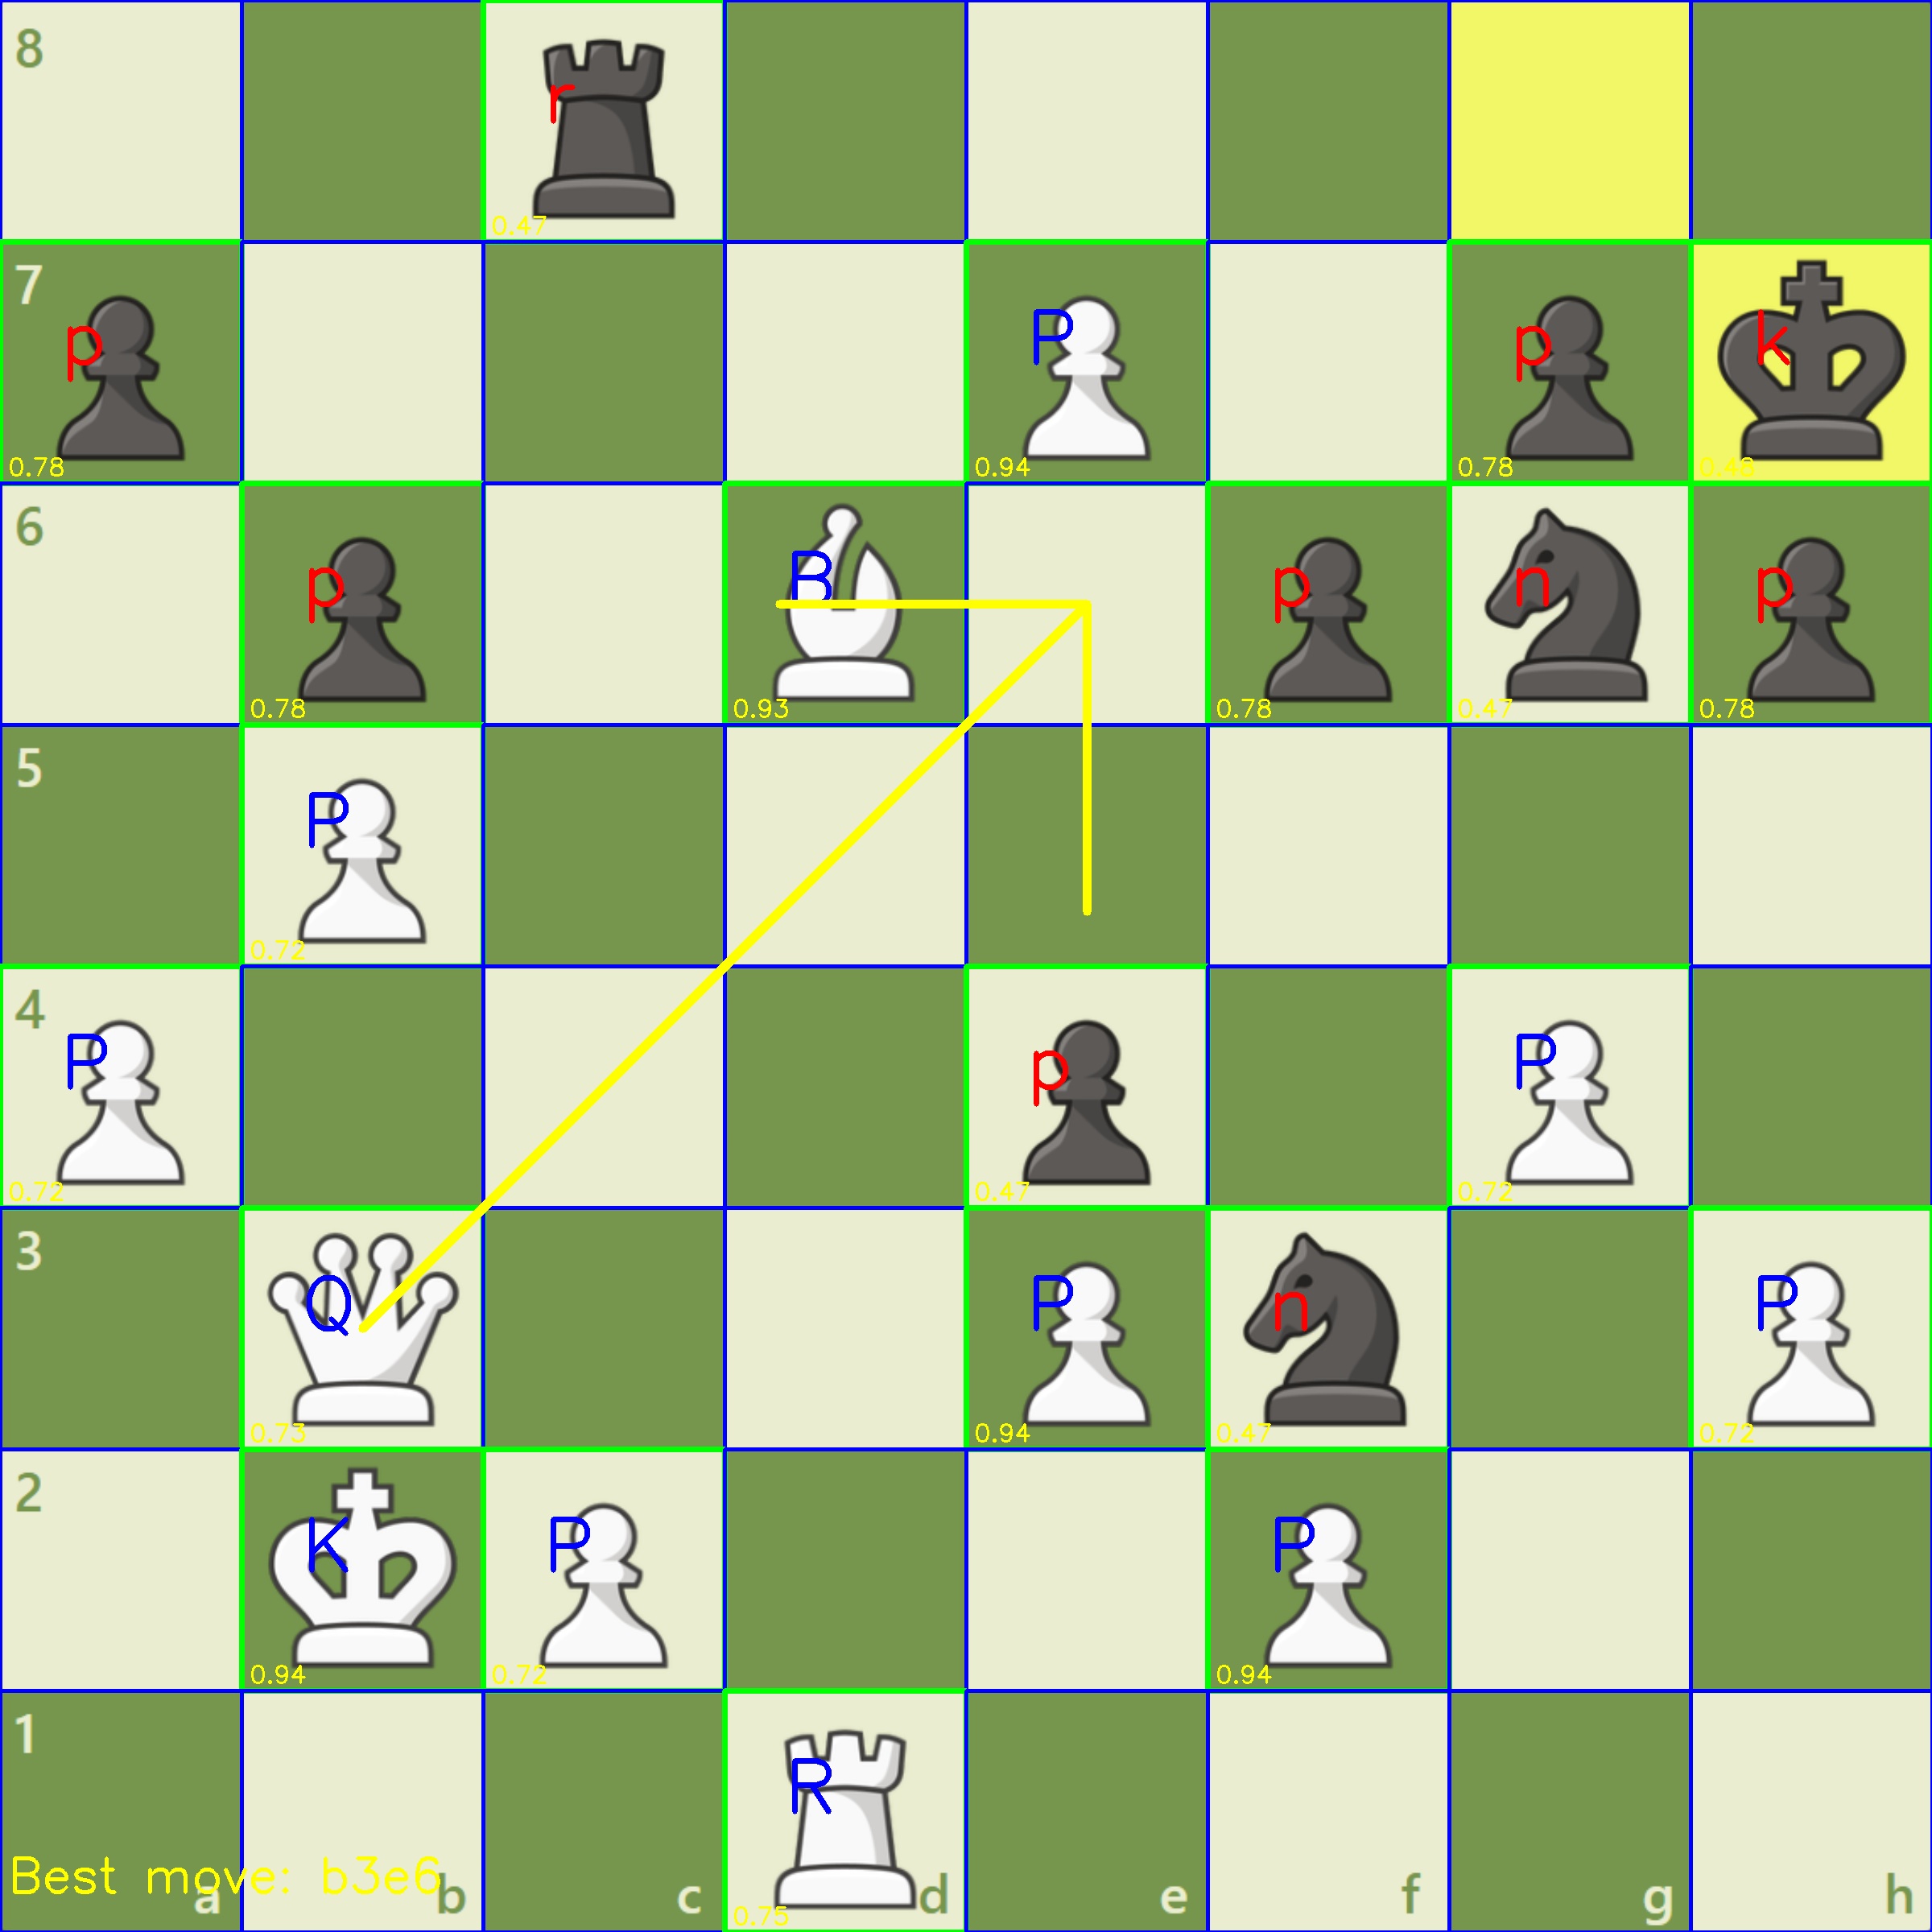 8
r
0.47
7
p P p k
0.78 0.94 0.78 0.48
6
p B p n p
0.78 0.93 0.78 0.47 0.78
5
P
0.72
4
P p P
0.72 0.47 0.72
3
Q P n P
0.73 0.94 0.47 0.72
2
K P P
0.94 0.72 0.94
1
R
Best move: b3e6
a b c d e f g h
0.75